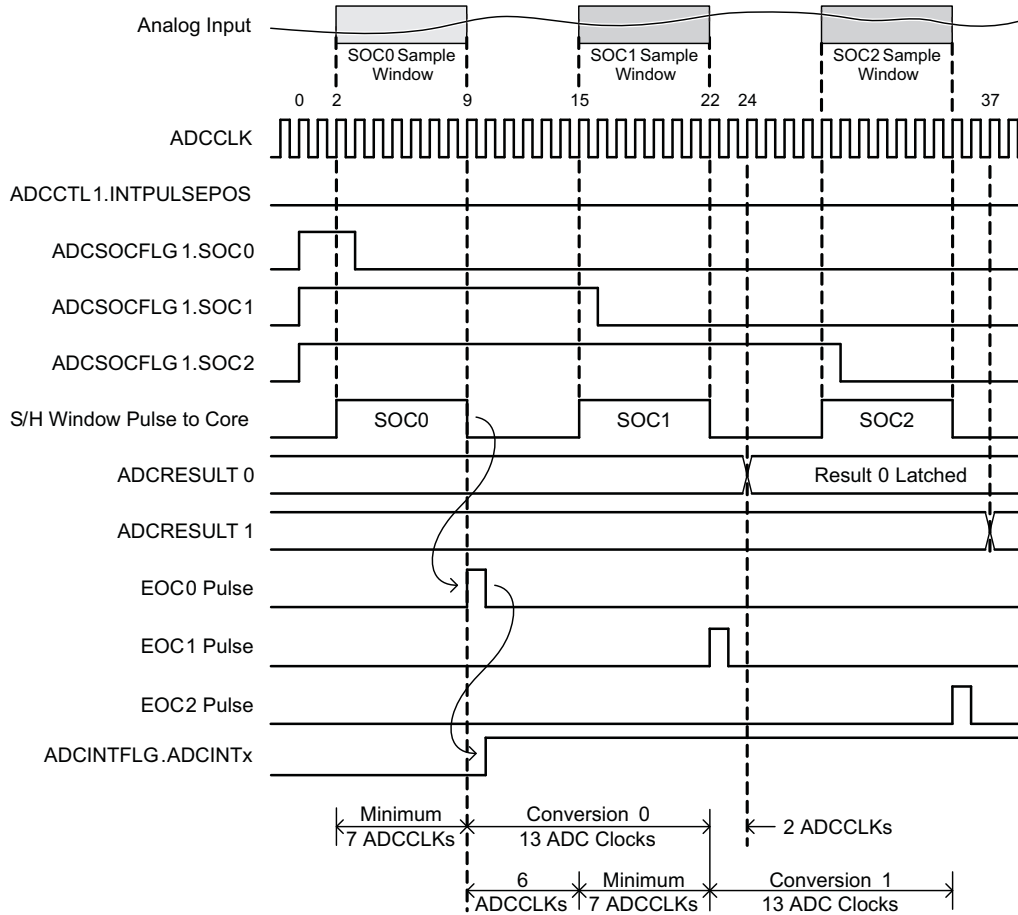 Analog Input
SOC0 Sample
Window
SOC1 Sample
Window
SOC2 Sample
Window
0 2 9 15 22 24 37
ADCCLK
ADCCTL1.INTPULSEPOS
ADCSOCFLG 1.SOC0
ADCSOCFLG 1.SOC1
ADCSOCFLG 1.SOC2
S/H Window Pulse to Core SOC0 SOC1 SOC2
ADCRESULT 0 Result 0 Latched
ADCRESULT 1
EOC0 Pulse
EOC1 Pulse
EOC2 Pulse
ADCINTFLG.ADCINTx
Minimum
7 ADCCLKs
Conversion 0
13 ADC Clocks
2 ADCCLKs
6
ADCCLKs
Minimum
7 ADCCLKs
Conversion 1
13 ADC Clocks